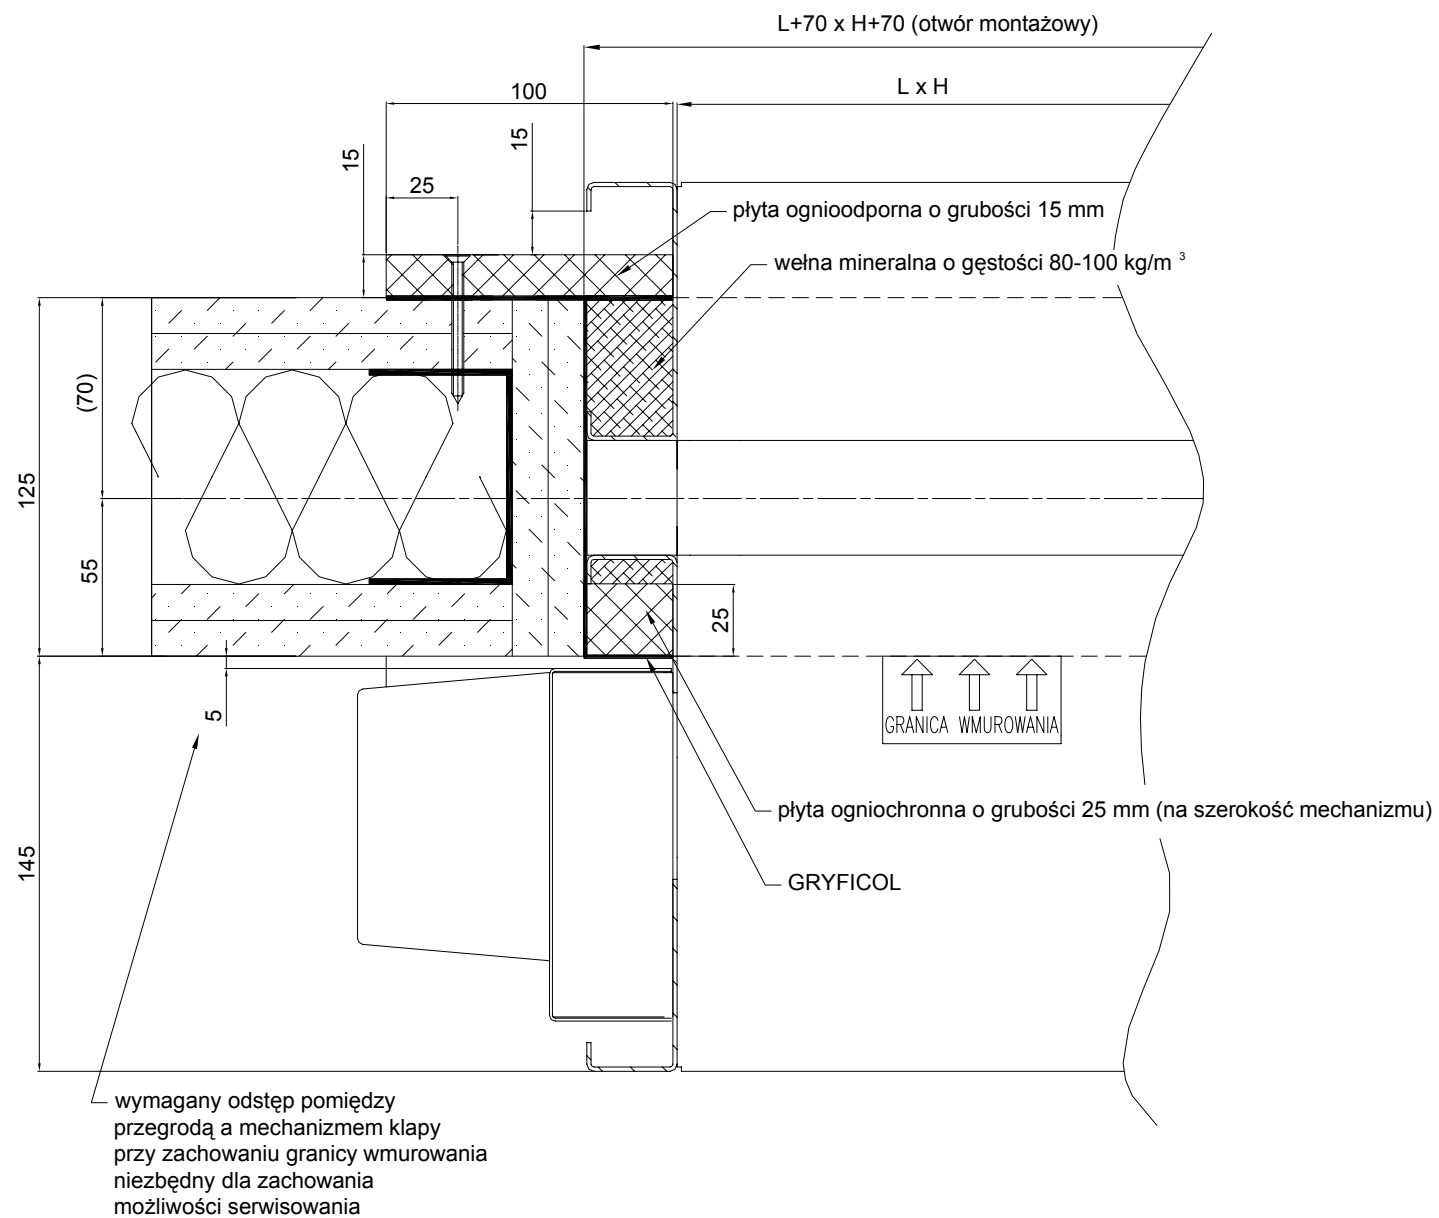 L+70 x H+70 (otwór montażowy)
L x H
100
15
15
25
płyta ognioodporna o grubości 15 mm
wełna mineralna o gęstości 80-100 kg/m ³
(70)
125
55
25
5
GRANICA WMUROWANIA
płyta ogniochronna o grubości 25 mm (na szerokość mechanizmu)
145
GRYFICOL
wymagany odstęp pomiędzy
przegrodą a mechanizmem klapy
przy zachowaniu granicy wmurowania
niezbędny dla zachowania
możliwości serwisowania